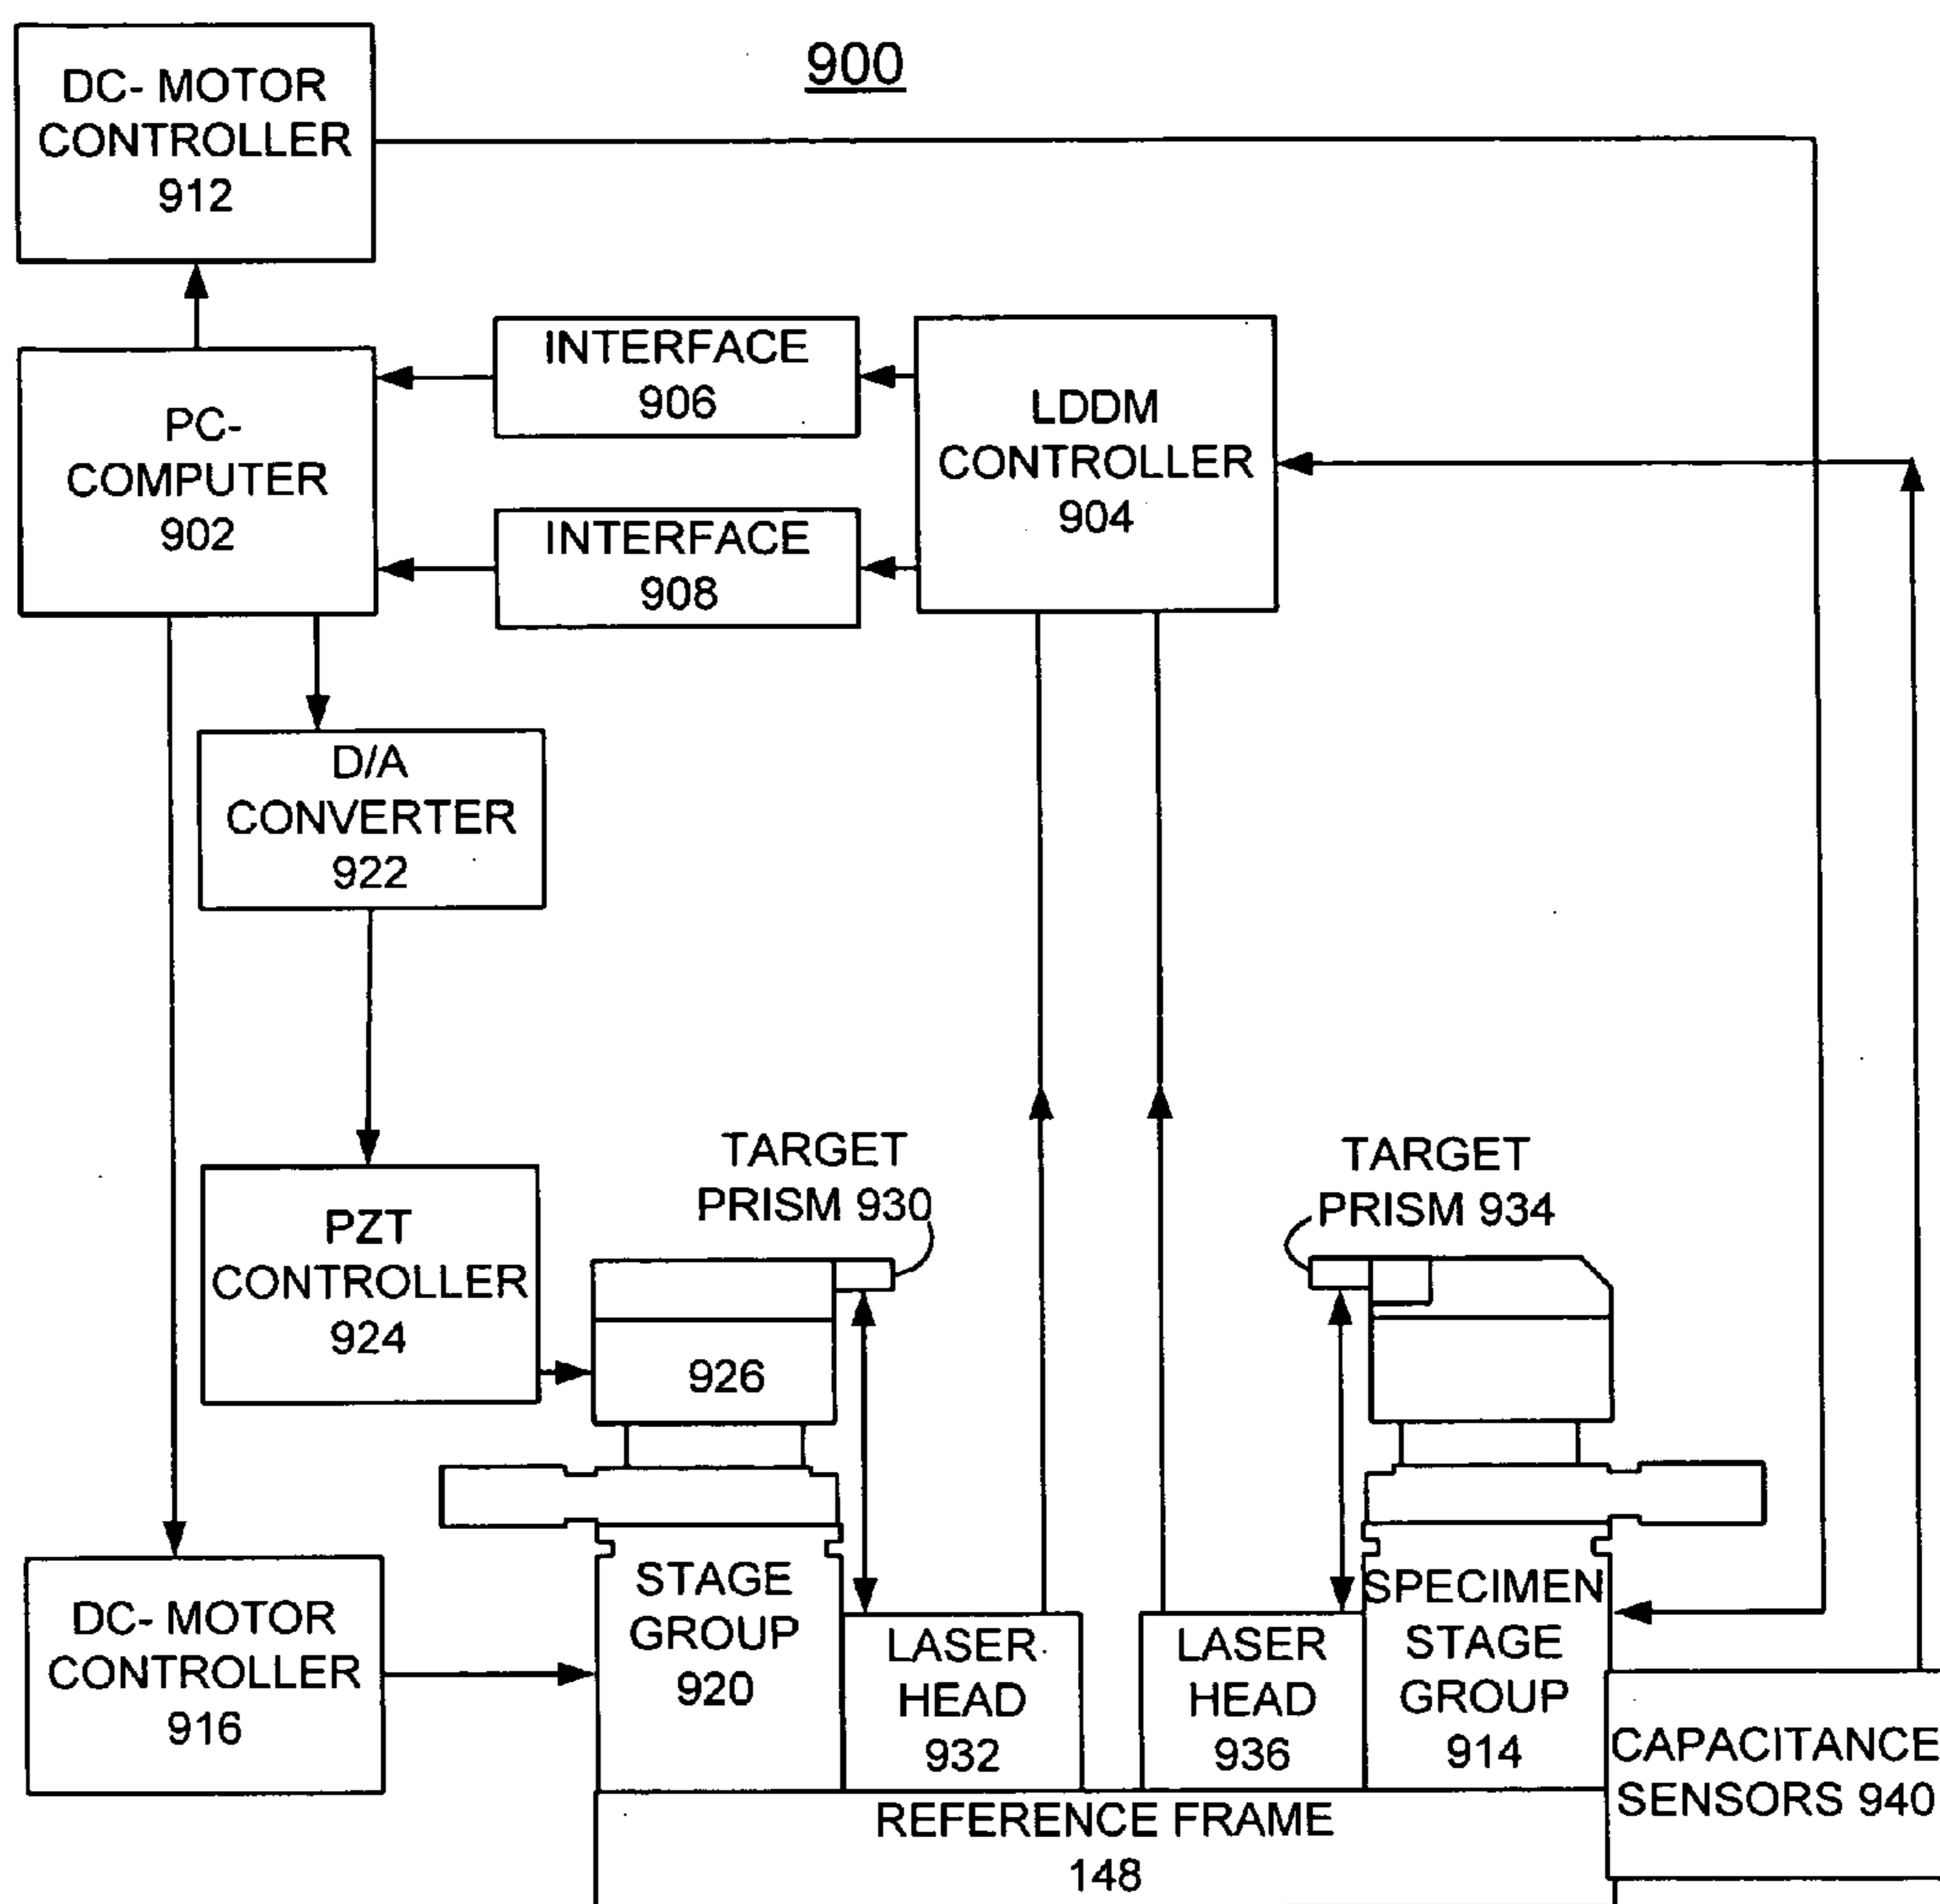 900
DC- MOTOR
CONTROLLER
912
INTERFACE
906
LDDM
CONTROLLER
904
PC-
COMPUTER
902
INTERFACE
908
D/A
CONVERTER
922
TARGET
PRISM 930
TARGET
PRISM 934
PZT
CONTROLLER
924
926
STAGE
GROUP
920
SPECIMEN
STAGE
GROUP
914
DC- MOTOR
CONTROLLER
916
LASER
HEAD
932
LASER
HEAD
936
CAPACITANCE
SENSORS 940
REFERENCE FRAME
148